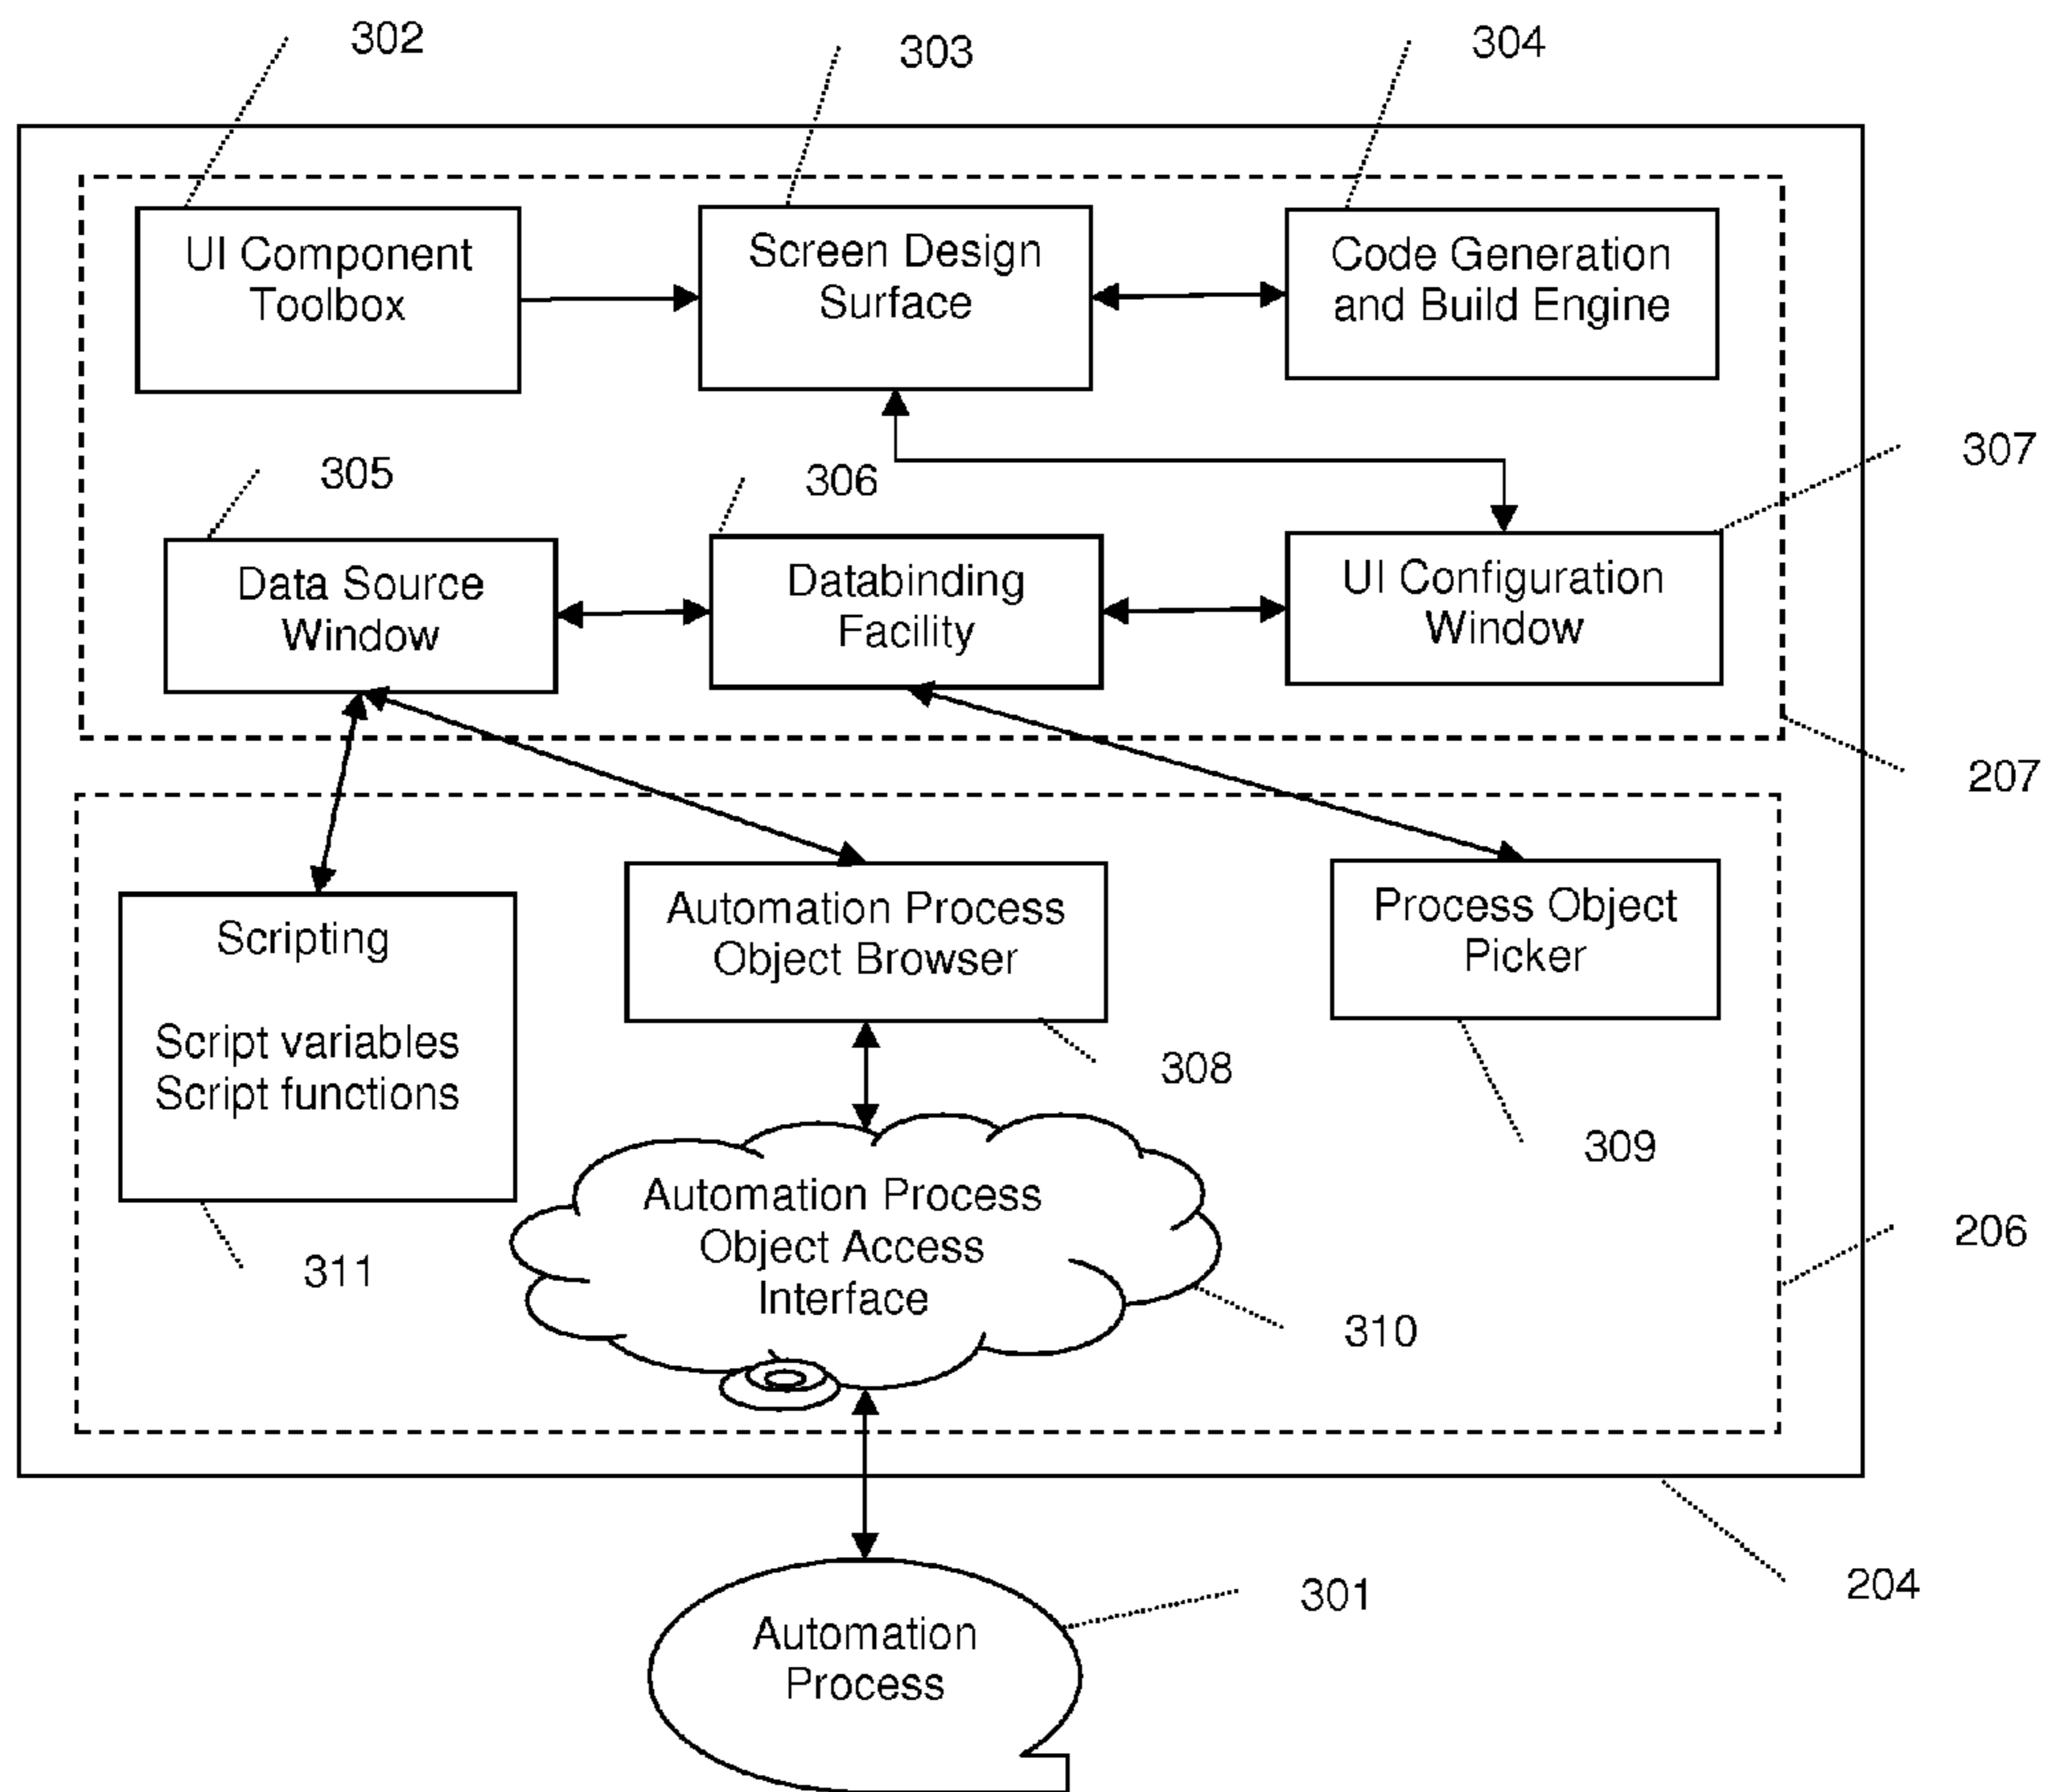 302
303
304
UI Component
Toolbox
Screen Design
Surface
Code Generation
and Build Engine
305
306
307
Data Source
Window
Databinding
Facility
UI Configuration
Window
207
Scripting
Script variables
Script functions
Automation Process
Object Browser
Process Object
Picker
308
309
311
Automation Process
Object Access
Interface
206
310
204
301
Automation
Process